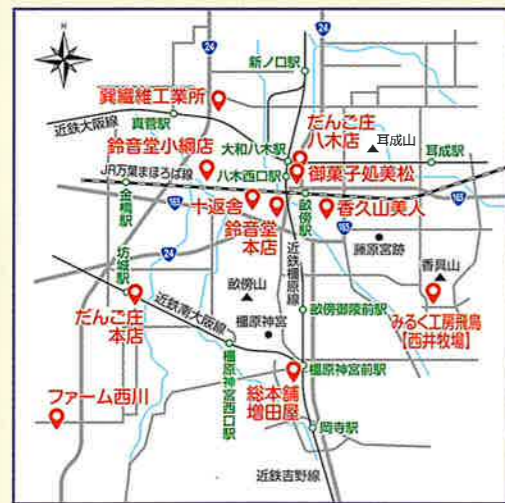 24
新ノ口駅
巽繊維工業所
近鉄大阪線
真菅駅
だんご庄
八木店
耳成山
鈴音堂小綱店
大和八木駅
耳成駅
八木西口駅
御菓子処美松
JR万葉まほろば線
金橋駅
165
十返舎
鈴音堂
本店
畝傍駅
香久山美人
165
165
24
坊城駅
近鉄橿原線
藤原宮跡
香具山
畝傍山
だんご庄
本店
近鉄南大阪線
橿原神宮
畝傍御陵前駅
みるく工房飛鳥
【西井牧場】
橿原神宮西口駅
総本舗
増田屋
橿原神宮前駅
ファーム西川
岡寺駅
24
近鉄吉野線